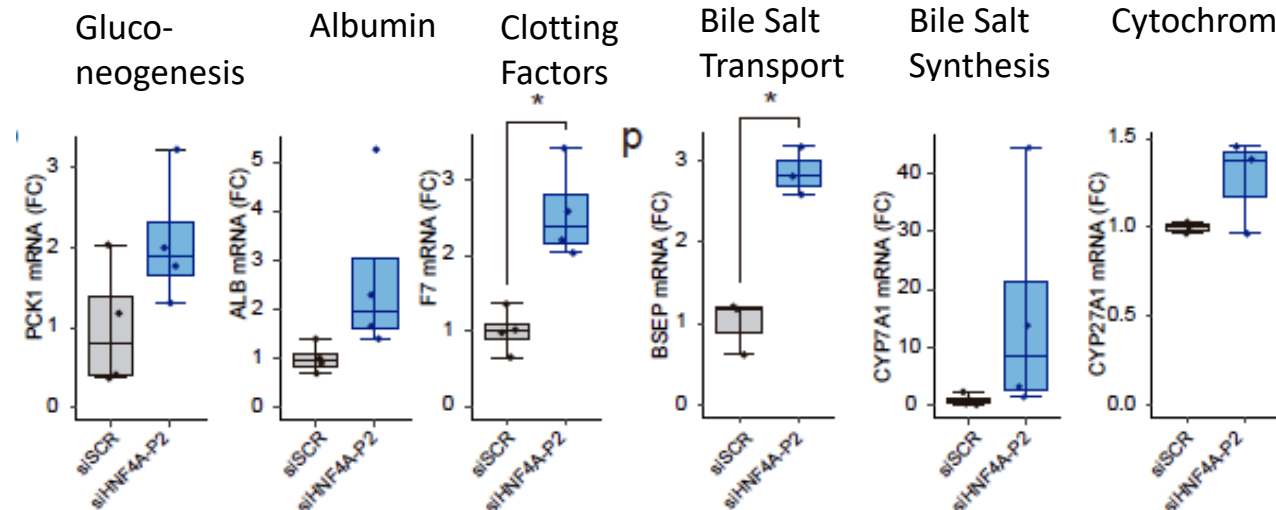 Gluco-
neogenesis
Albumin
Clotting
Factors
Bile Salt
Transport
Bile Salt
Synthesis
Cytochrom
PCK1 mRNA (FC)
3
2
1
0
siSCR
siHNF4A-P2
ALB mRNA (FC)
5
4
3
2
1
0
siSCR
siHNF4A-P2
F7 mRNA (FC)
*
3
2
1
0
siSCR
siHNF4A-P2
p
BSEP mRNA (FC)
*
3
2
1
0
siSCR
siHNF4A-P2
CYP7A1 mRNA (FC)
40
30
20
10
0
siSCR
siHNF4A-P2
CYP27A1 mRNA (FC)
1.5
1.0
0.5
0.0
siSCR
siHNF4A-P2